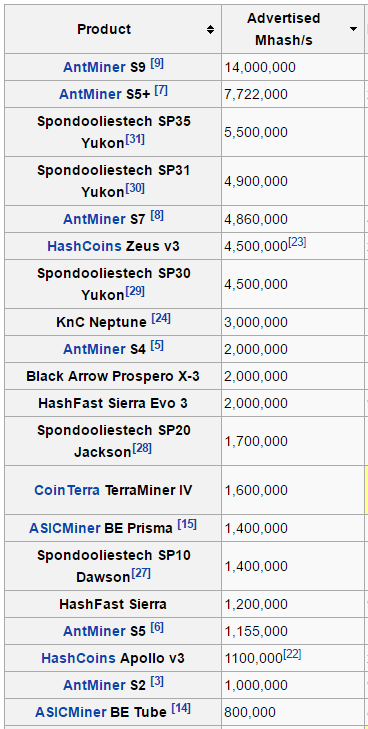 Product
Advertised
Mhash/s
AntMiner S9 [9]
14,000,000
AntMiner S5+ [7]
7,722,000
Spondooliestech SP35
Yukon[31]
5,500,000
Spondooliestech SP31
Yukon[30]
4,900,000
AntMiner S7 [8]
4,860,000
HashCoins Zeus v3
4,500,000[23]
Spondooliestech SP30
Yukon[29]
4,500,000
KnC Neptune [24]
3,000,000
AntMiner S4 [5]
2,000,000
Black Arrow Prospero X-3
2,000,000
HashFast Sierra Evo 3
2,000,000
Spondooliestech SP20
Jackson[28]
1,700,000
CoinTerra TerraMiner IV
1,600,000
ASICMiner BE Prisma [15]
1,400,000
Spondooliestech SP10
Dawson[27]
1,400,000
HashFast Sierra
1,200,000
AntMiner S5 [6]
1,155,000
HashCoins Apollo v3
1100,000[22]
AntMiner S2 [3]
1,000,000
ASICMiner BE Tube [14]
800,000